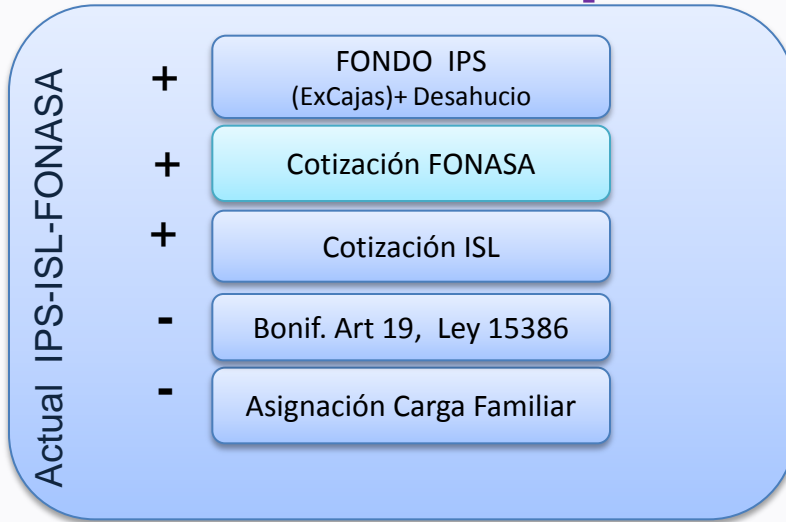 Actual IPS-ISL-FONASA
+ FONDO IPS
(ExCajas)+ Desahucio
+ Cotización FONASA
+ Cotización ISL
- Bonif. Art 19, Ley 15386
- Asignación Carga Familiar